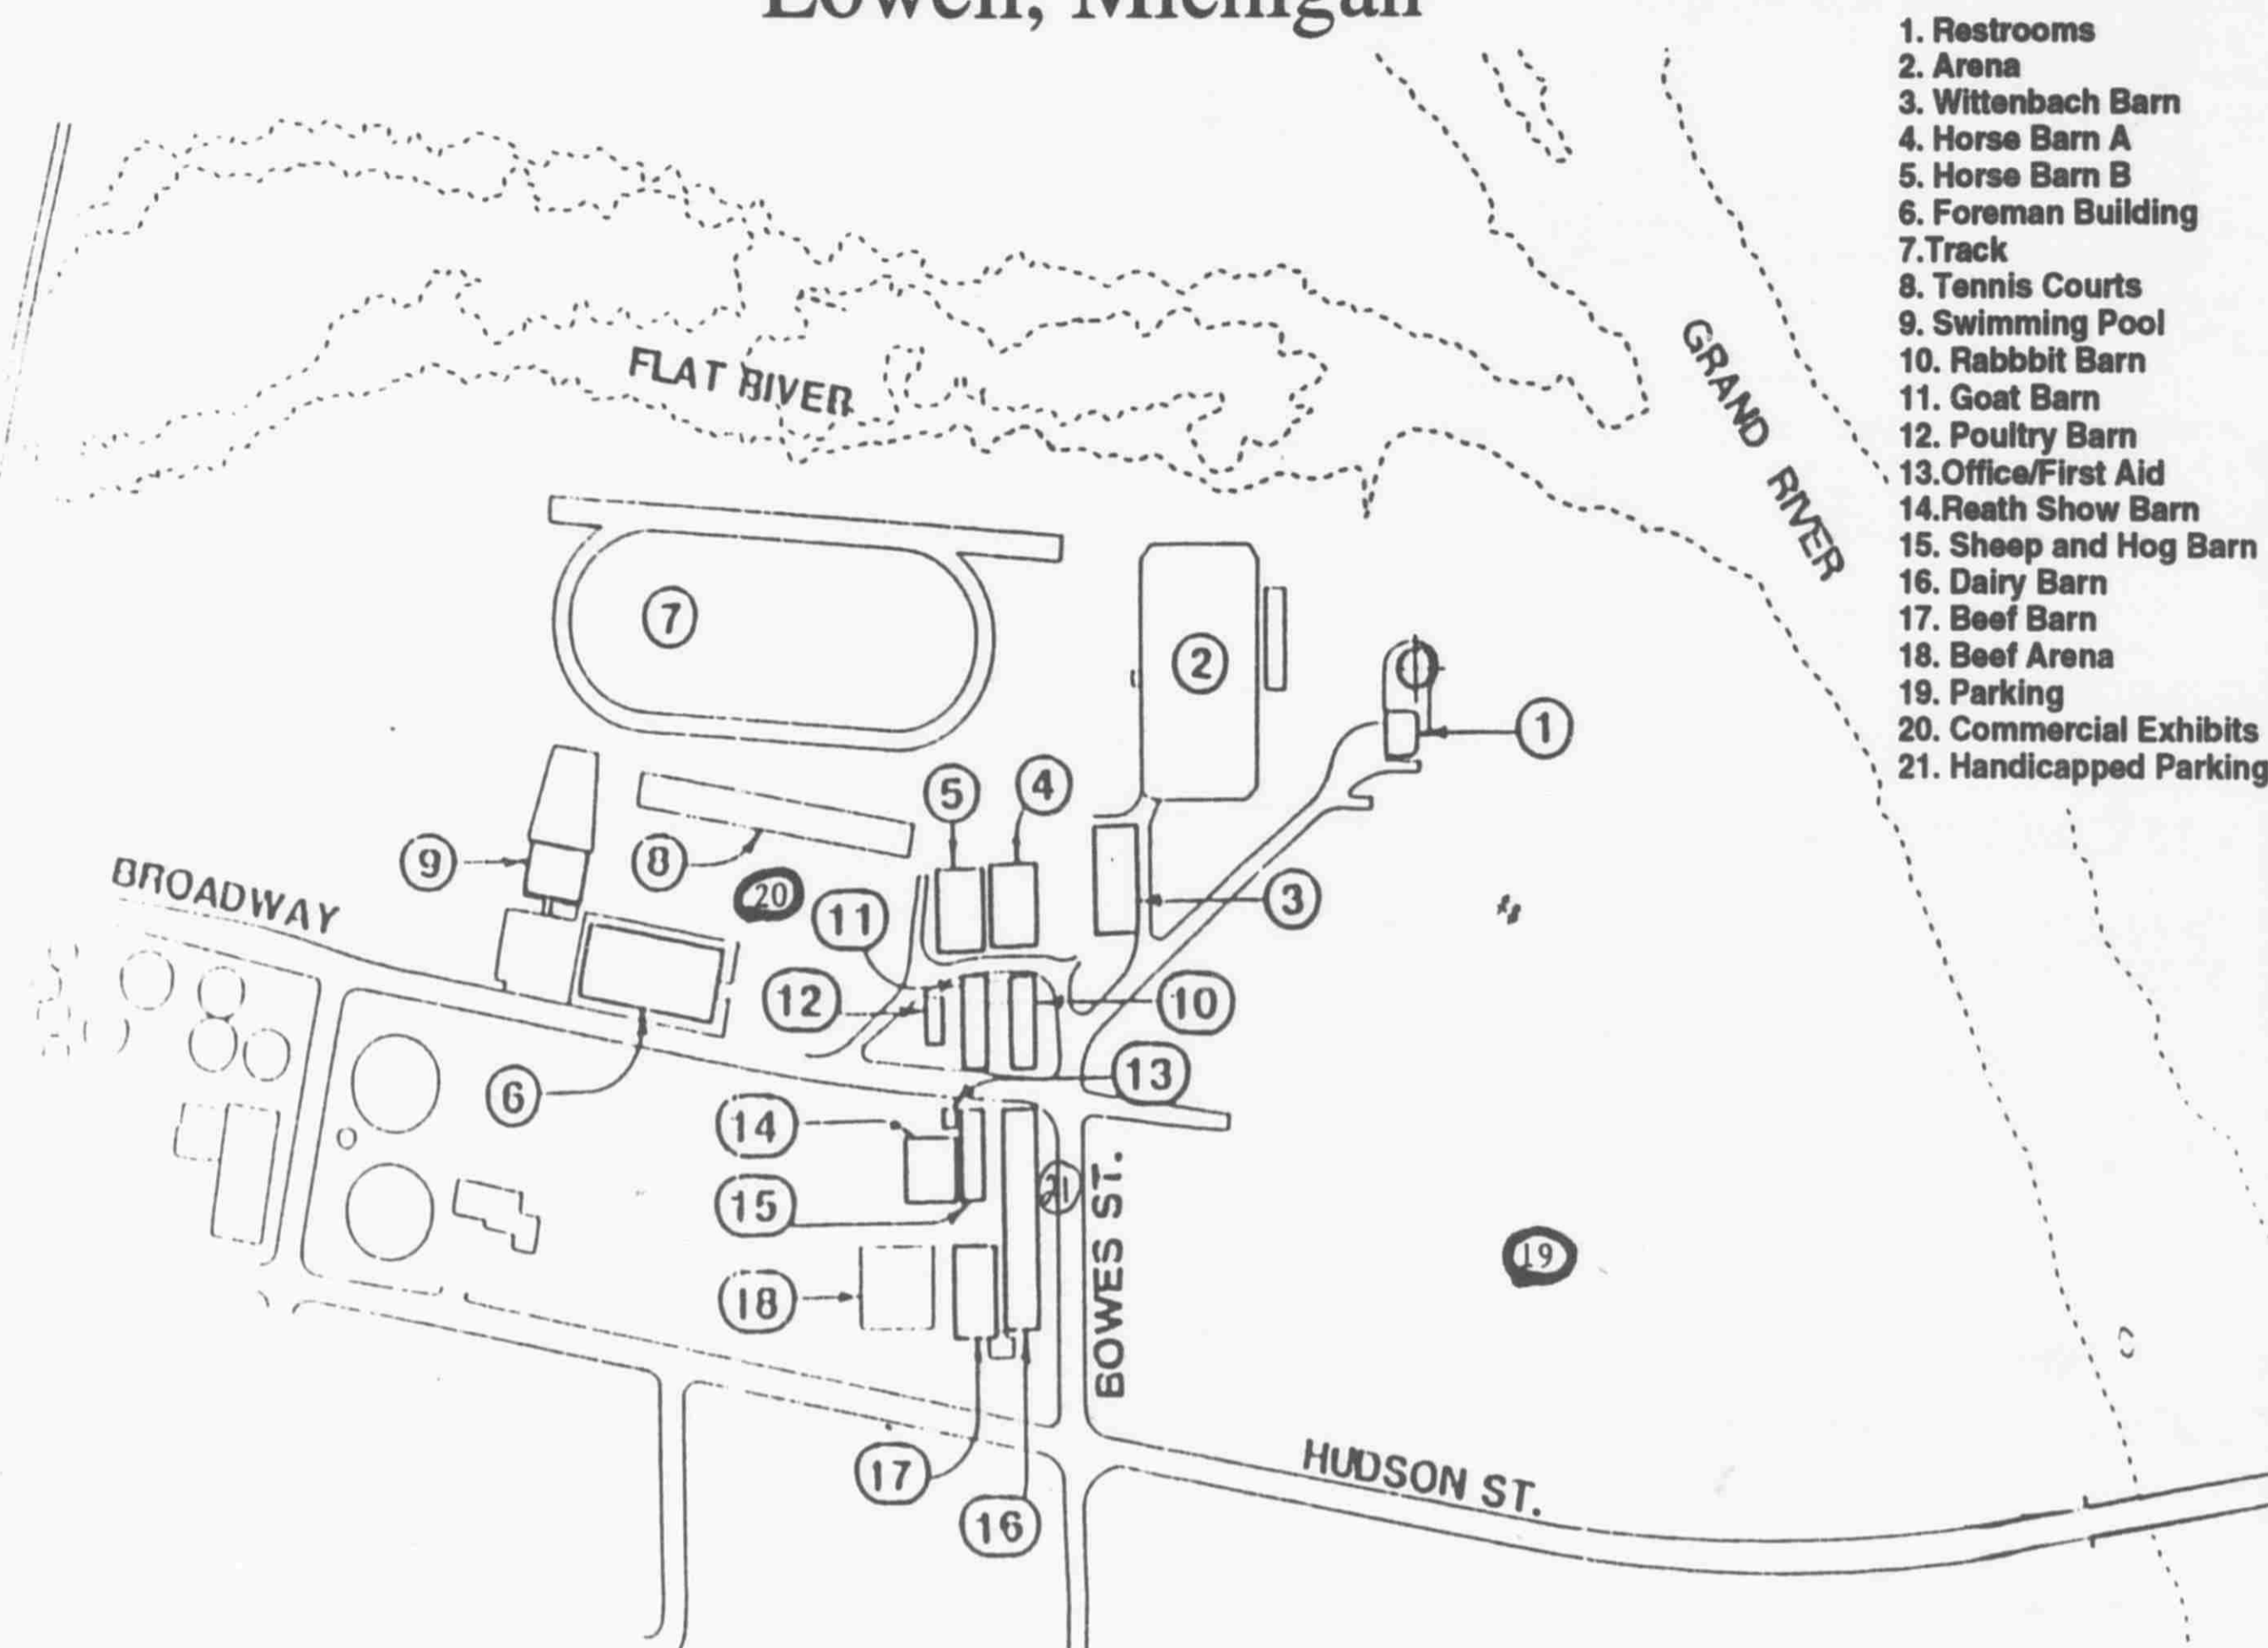 Lowell, Michigan
1. Restrooms
2. Arena
3. Wittenbach Barn
4. Horse Barn A
5. Horse Barn B
6. Foreman Building
7.Track
8. Tennis Courts
9. Swimming Pool
10. Rabbbit Barn
11. Goat Barn
12. Poultry Barn
13.Office/First Aid
14.Reath Show Barn
15. Sheep and Hog Barn
16. Dairy Barn
17. Beef Barn
18. Beef Arena
19. Parking
20. Commercial Exhibits
21. Handicapped Parking
GRAND RIVER
FLAT RIVER
7
2
1
5
4
9
8
20
11
3
BROADWAY
12
10
6
13
14
21
15
BOWES ST.
18
19
17
HUDSON ST.
16